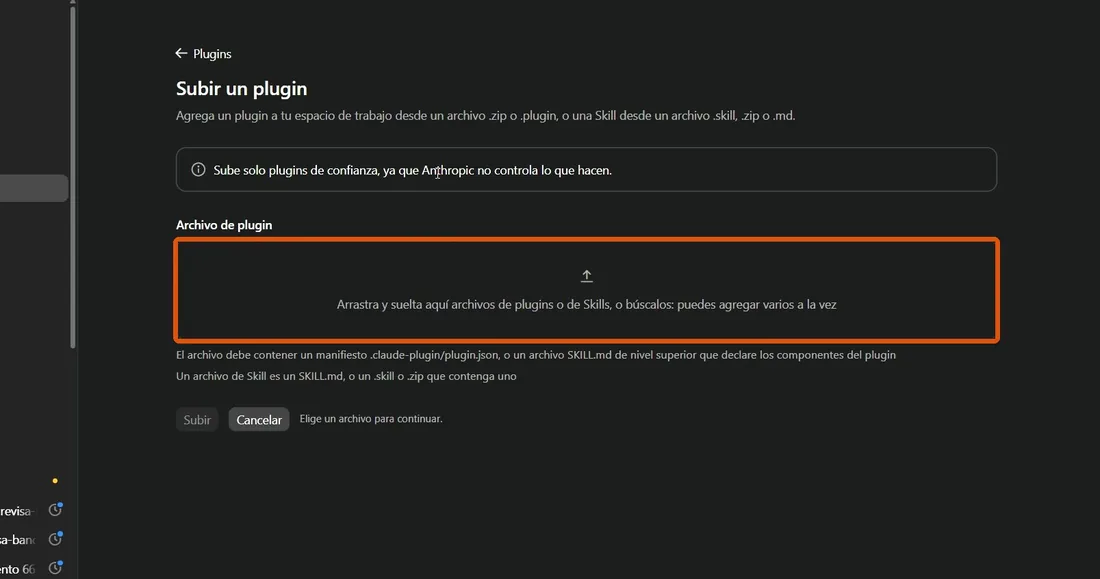 ← Plugins
Subir un plugin
Agrega un plugin a tu espacio de trabajo desde un archivo .zip o .plugin, o una Skill desde un archivo .skill, .zip o .md.
Sube solo plugins de confianza, ya que Anthropic no controla lo que hacen.
Archivo de plugin
Arrastra y suelta aquí archivos de plugins o de Skills, o búscalos: puedes agregar varios a la vez
El archivo debe contener un manifiesto .claude-plugin/plugin.json, o un archivo SKILL.md de nivel superior que declare los componentes del plugin
Un archivo de Skill es un SKILL.md, o un .skill o .zip que contenga uno
Subir
Cancelar
Elige un archivo para continuar.
revisa-
sa-banc
ento 66